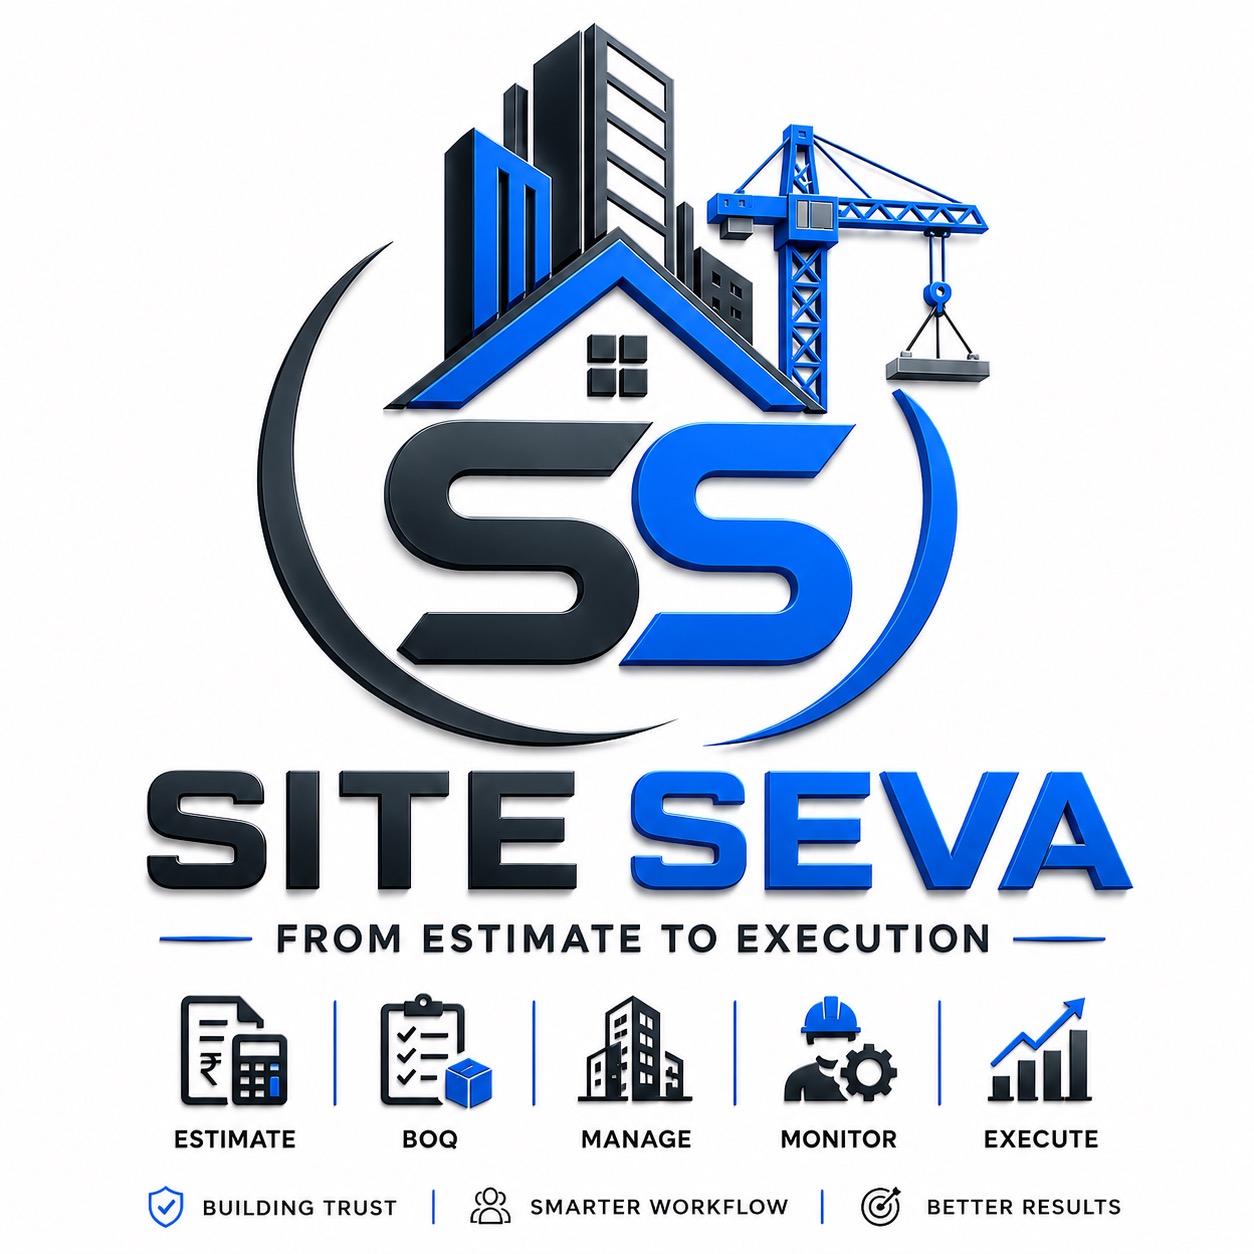 SS
SITE SEVA
FROM ESTIMATE TO EXECUTION
₹
ESTIMATE
BOQ
MANAGE
MONITOR
EXECUTE
BUILDING TRUST
SMARTER WORKFLOW
BETTER RESULTS